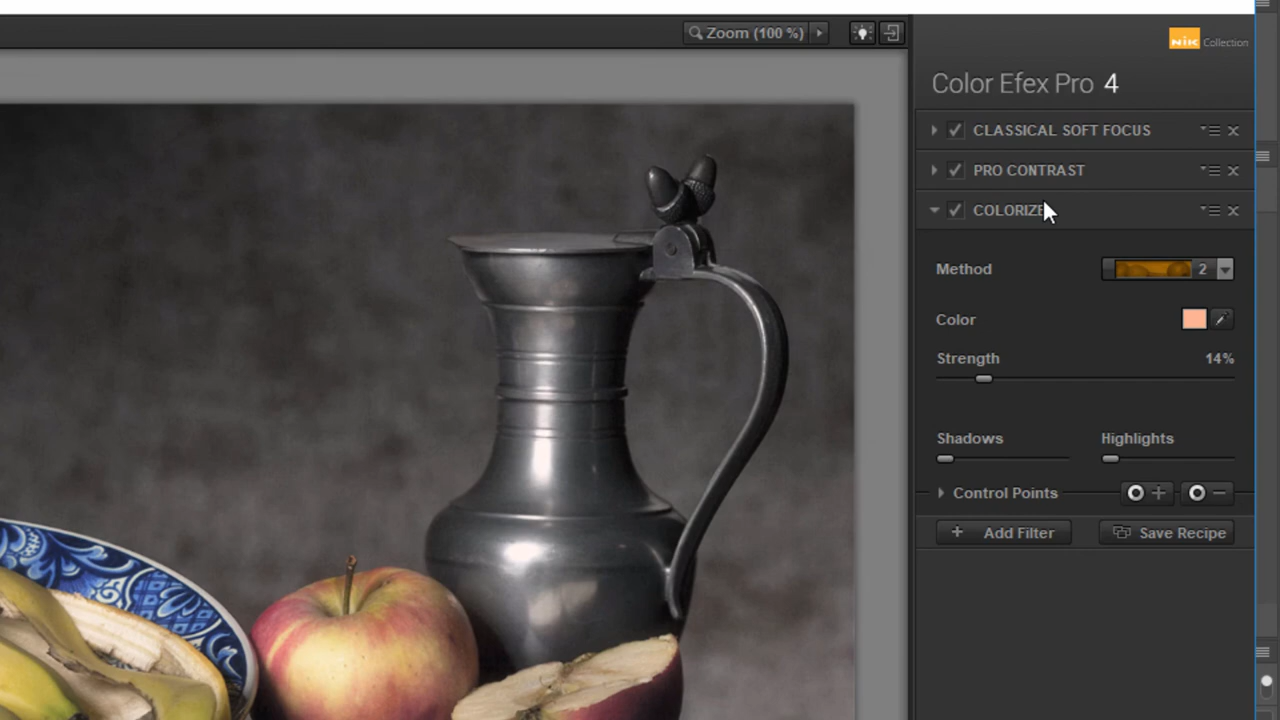 Zoom (100 %)
Nik Collection
Color Efex Pro 4
CLASSICAL SOFT FOCUS
PRO CONTRAST
COLORIZE
Method 2
Color
Strength 14%
Shadows Highlights
Control Points
Add Filter Save Recipe